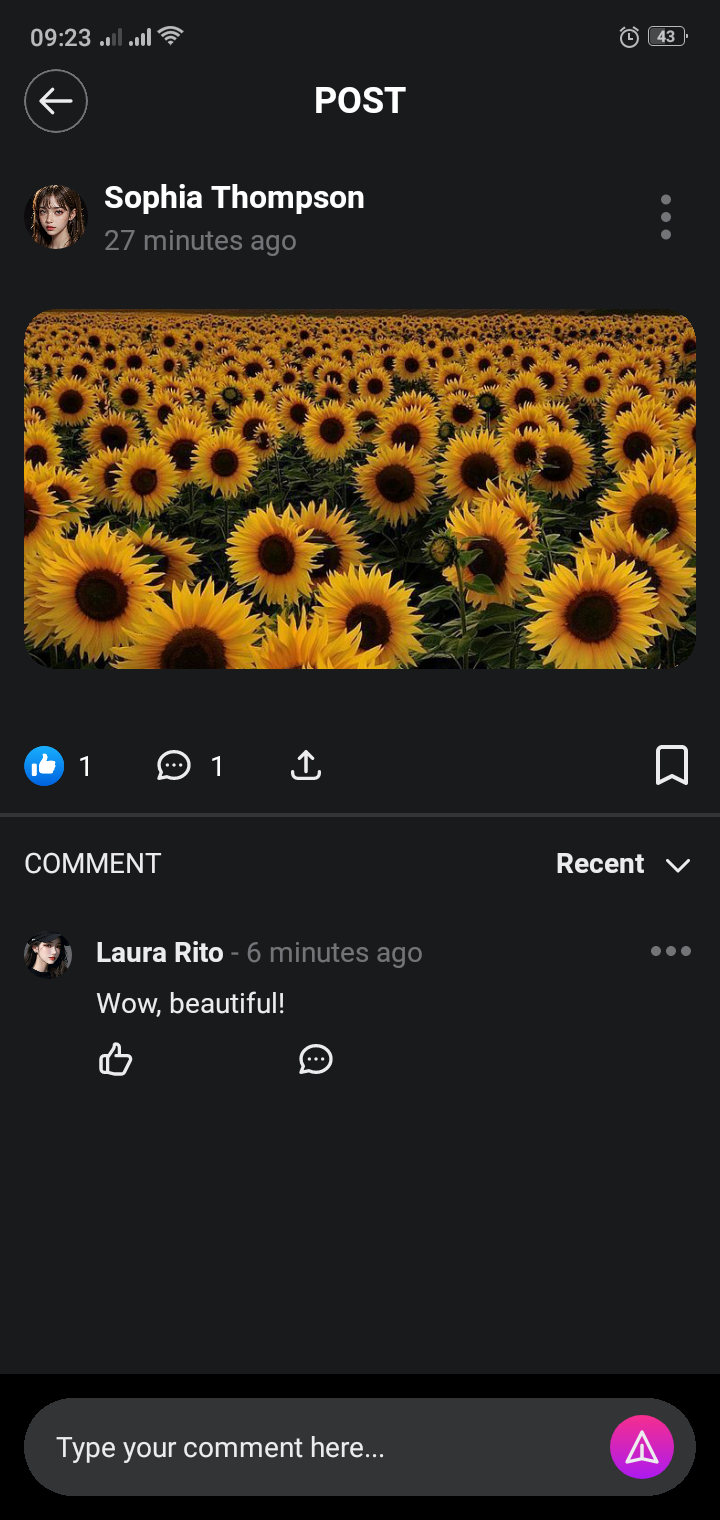 09:23
43
POST
Sophia Thompson
27 minutes ago
1
1
COMMENT
Recent
Laura Rito - 6 minutes ago
Wow, beautiful!
Type your comment here...